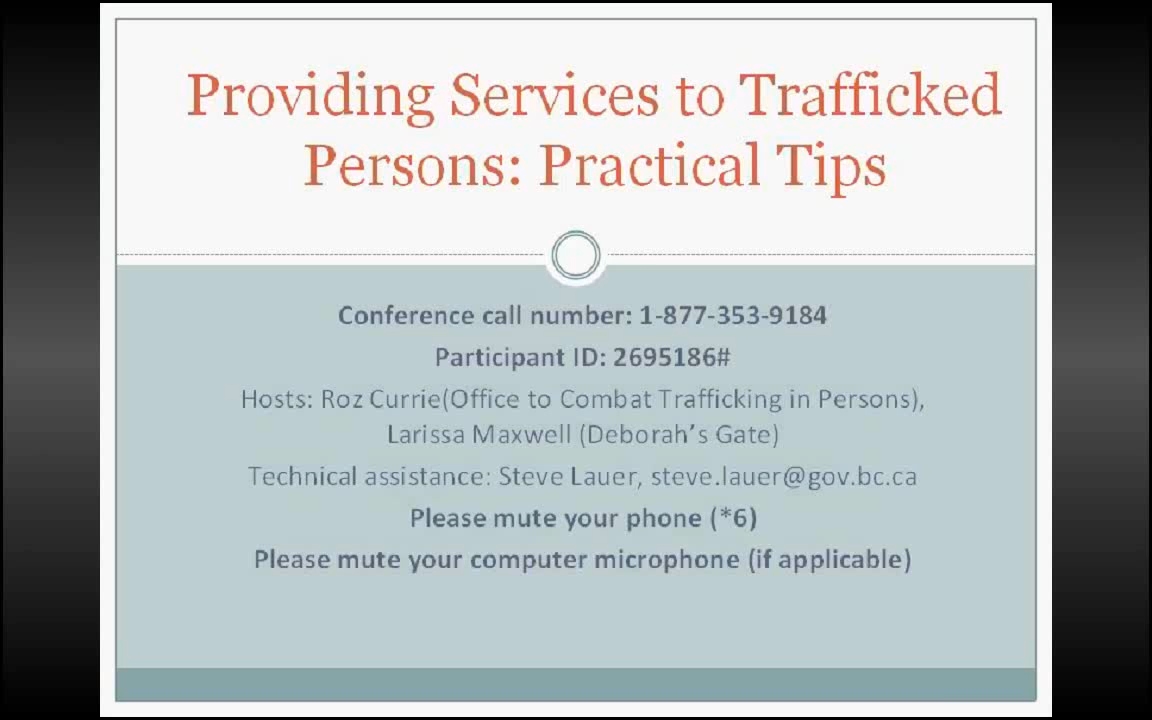 Providing Services to Trafficked
Persons: Practical Tips
Conference call number: 1-877-353-9184
Participant ID: 2695186#
Hosts: Roz Currie(Office to Combat Trafficking in Persons),
Larissa Maxwell (Deborah's Gate)
Technical assistance: Steve Lauer, steve.lauer@gov.bc.ca
Please mute your phone (*6)
Please mute your computer microphone (if applicable)